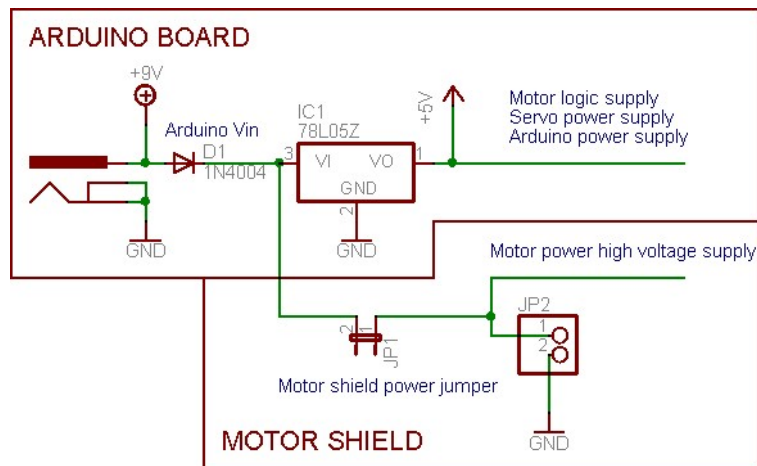 ARDUINO BOARD
+9V
Arduino Vin
D1
1N4004
GND
IC1
78L05Z
3
VI
VO
1
GND
2
GND
+5V
Motor logic supply
Servo power supply
Arduino power supply
Motor power high voltage supply
JP2
1
2
GND
2
1
JP1
Motor shield power jumper
MOTOR SHIELD